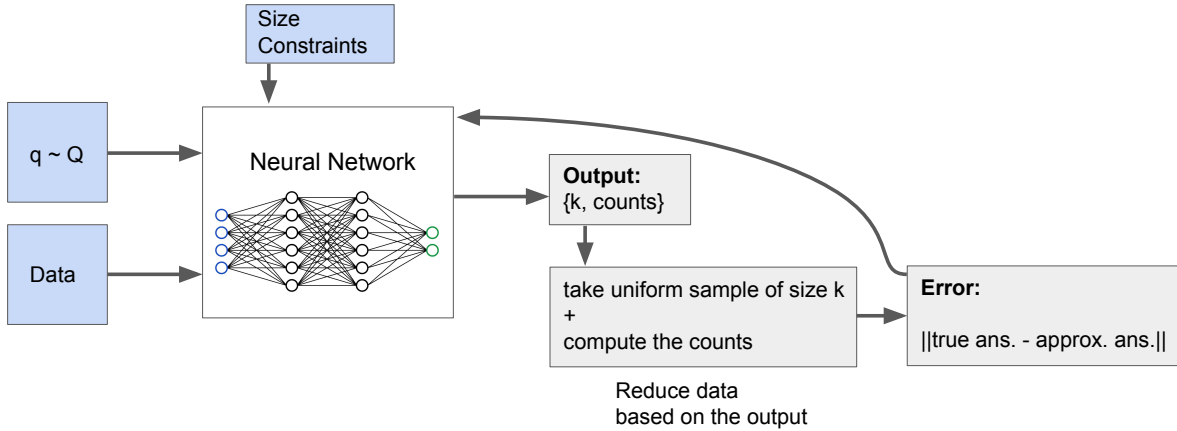 Size
Constraints
q ~ Q
Data
Neural Network
Output:
{k, counts}
take uniform sample of size k
+
compute the counts
Reduce data
based on the output
Error:
||true ans. - approx. ans.||